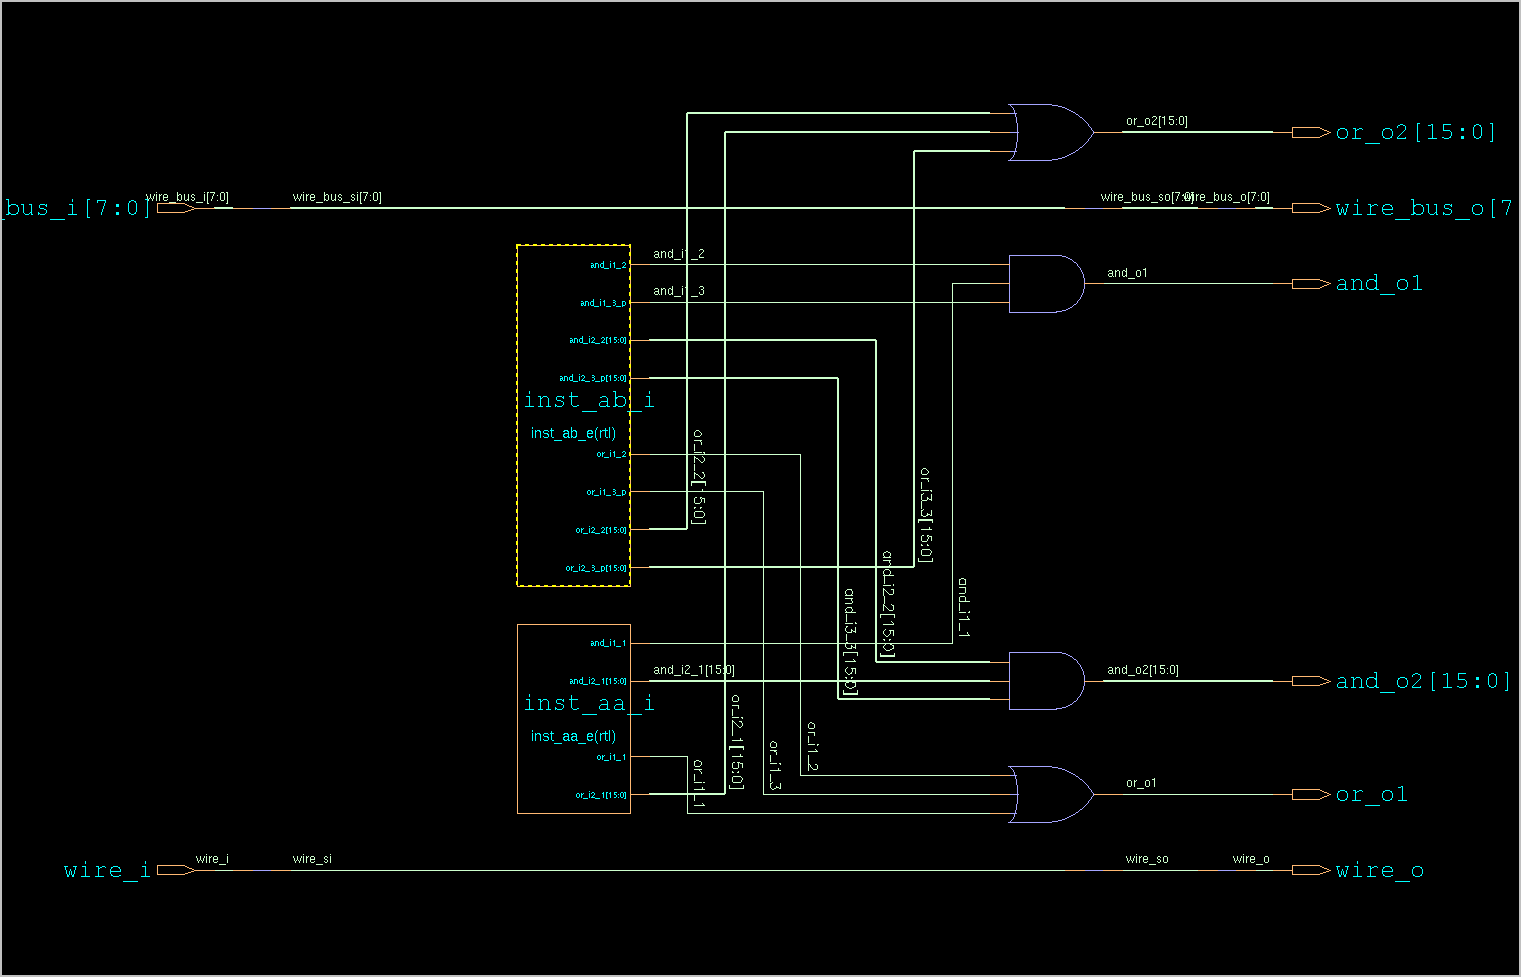 or_o2[15:0]
or_o2[15:0]
wire_bus_i[7:0]
wire_bus_si[7:0]
wire_bus_so[7:0]
wire_bus_o[7:0]
_bus_i[7:0]
wire_bus_o[7
and_i1_2
and_i1_2
and_i1_3_p
and_i1_3
and_o1
and_o1
and_i2_2[15:0]
and_i2_3_p[15:0]
inst_ab_i
inst_ab_e(rtl)
or_i1_2
or_i1_3_p
or_i2_2[15:0]
or_i2_3_p[15:0]
or_i2_2[15:0]
or_i3_3[15:0]
and_i2_2[15:0]
and_i3_3[15:0]
and_i1_1
and_i1_1
and_i2_1[15:0]
and_i2_1[15:0]
and_o2[15:0]
and_o2[15:0]
inst_aa_i
inst_aa_e(rtl)
or_i1_1
or_i2_1[15:0]
or_i1_1
or_i2_1[15:0]
or_i1_3
or_i1_2
or_o1
or_o1
wire_i
wire_i
wire_si
wire_so
wire_o
wire_o